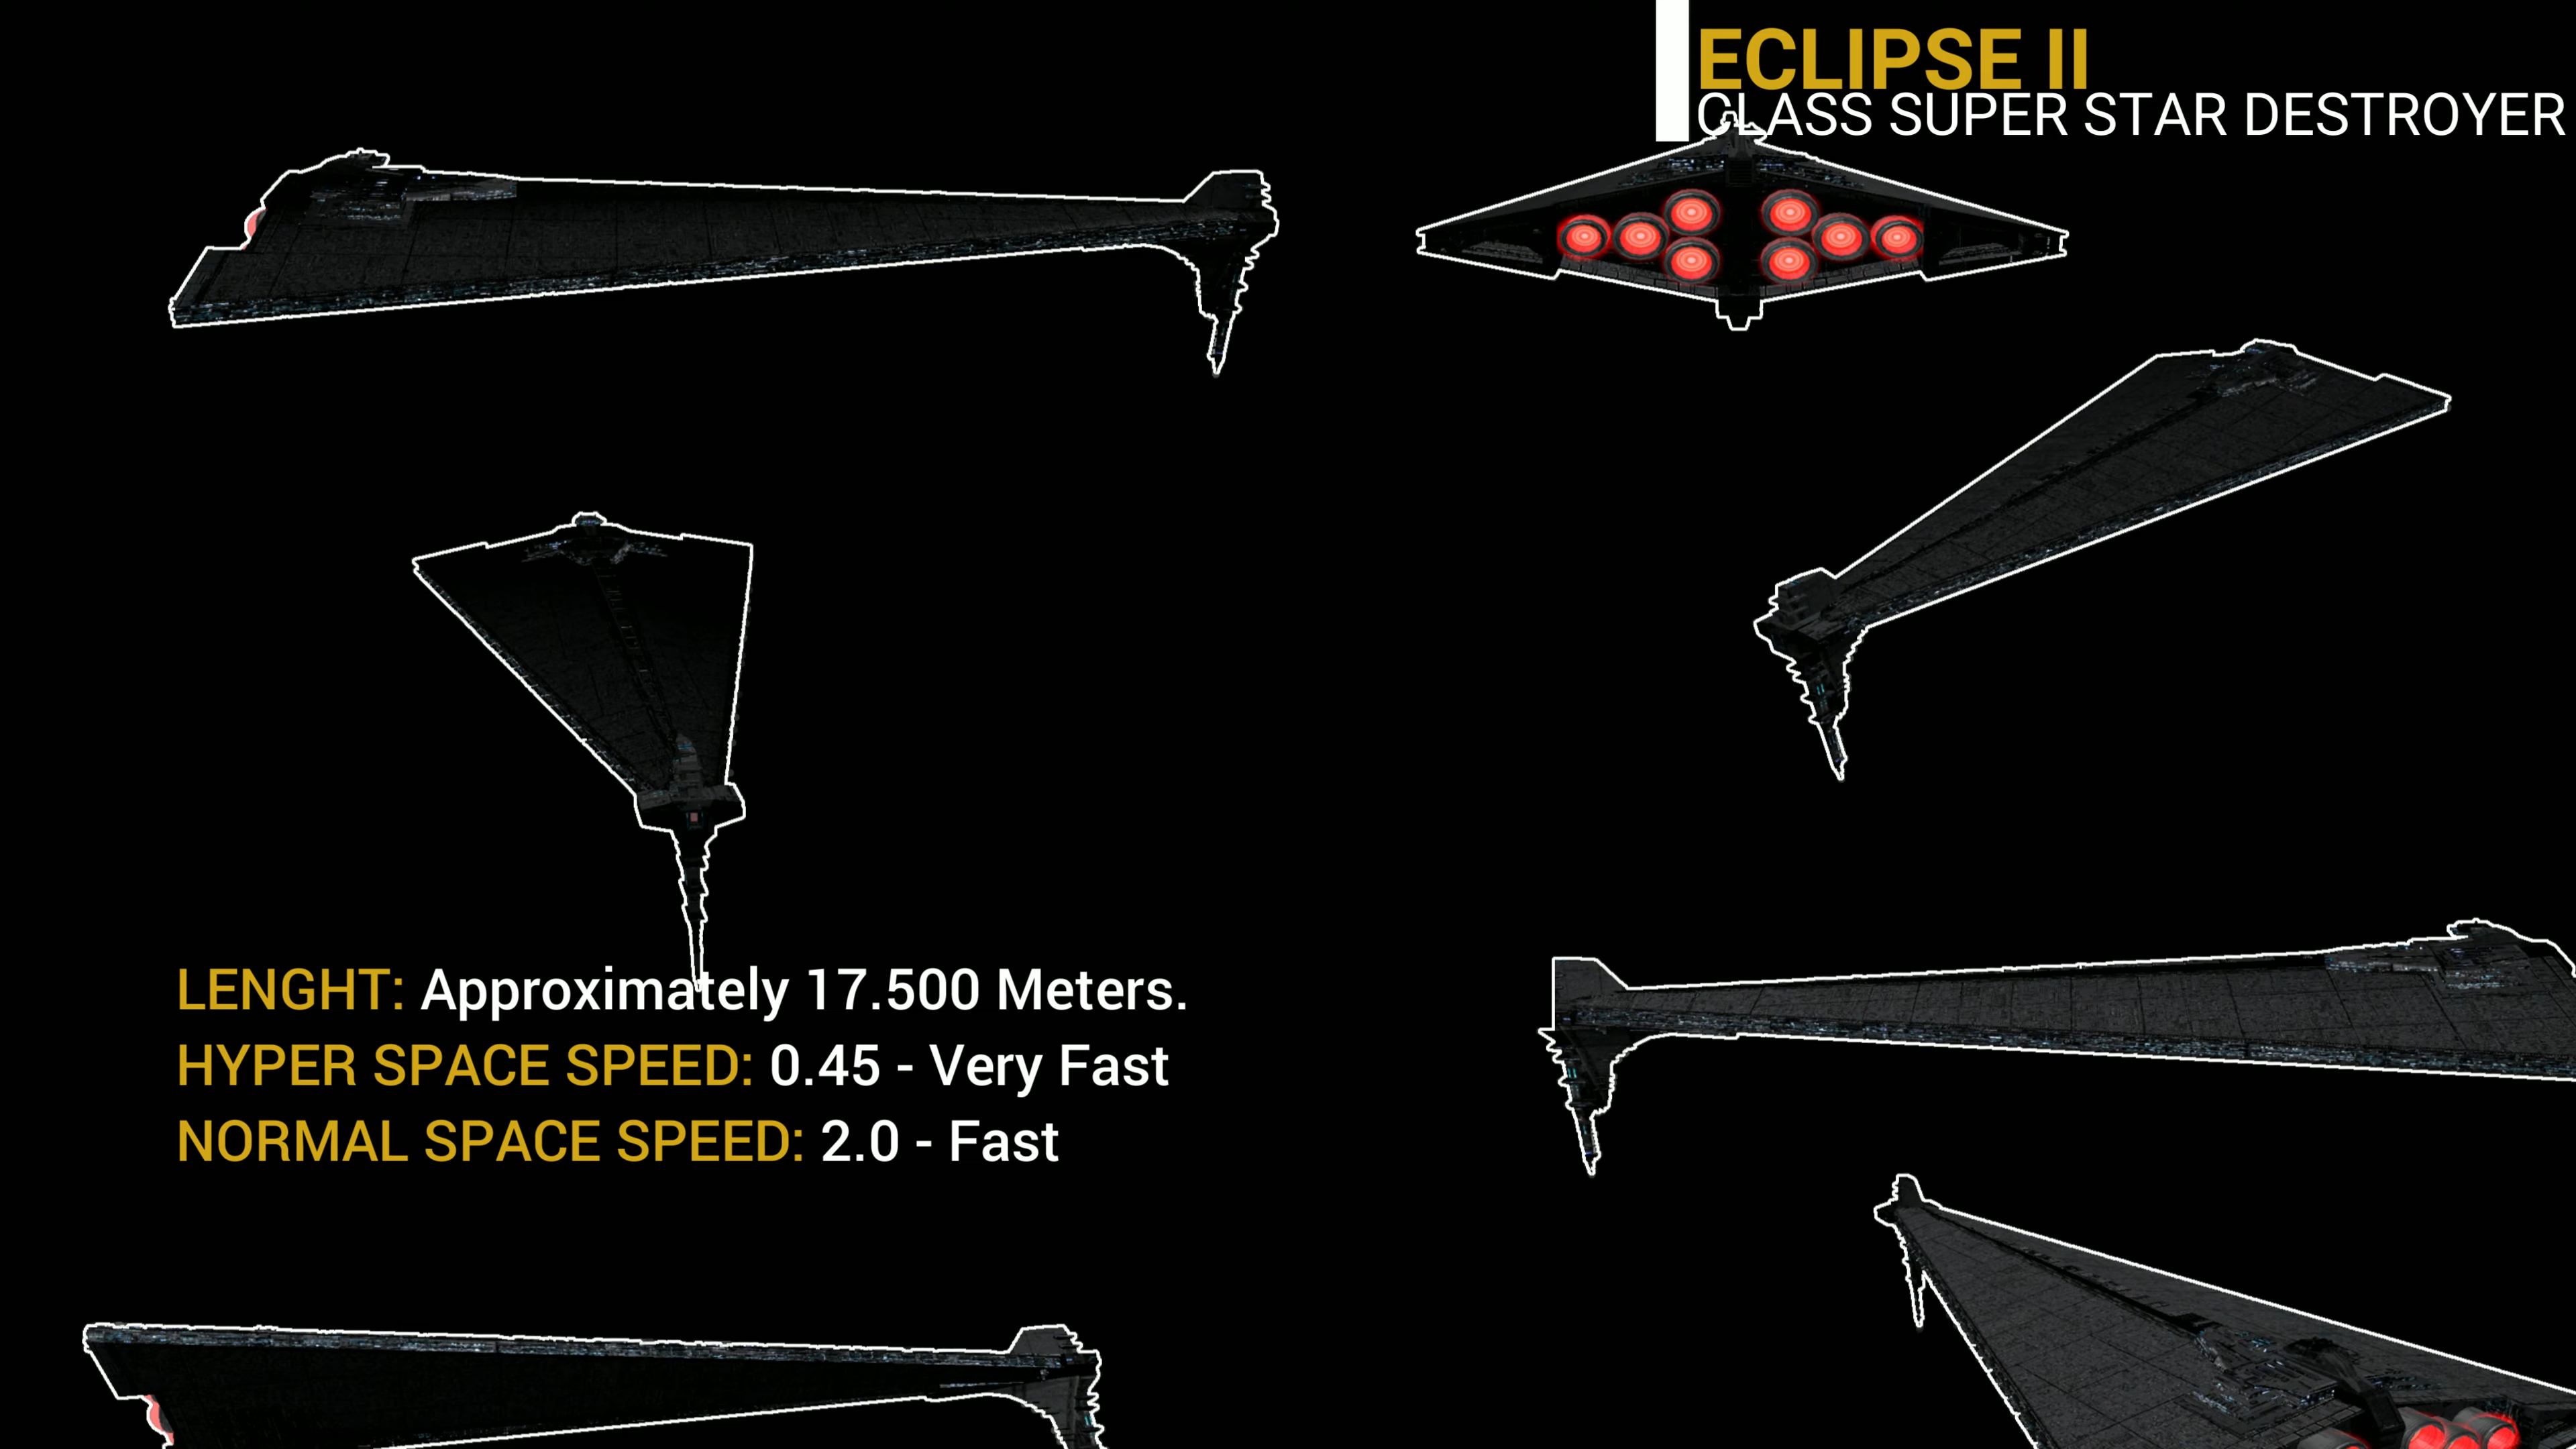 ECLIPSE II
CLASS SUPER STAR DESTROYER
LENGHT: Approximately 17.500 Meters.
HYPER SPACE SPEED: 0.45 - Very Fast
NORMAL SPACE SPEED: 2.0 - Fast